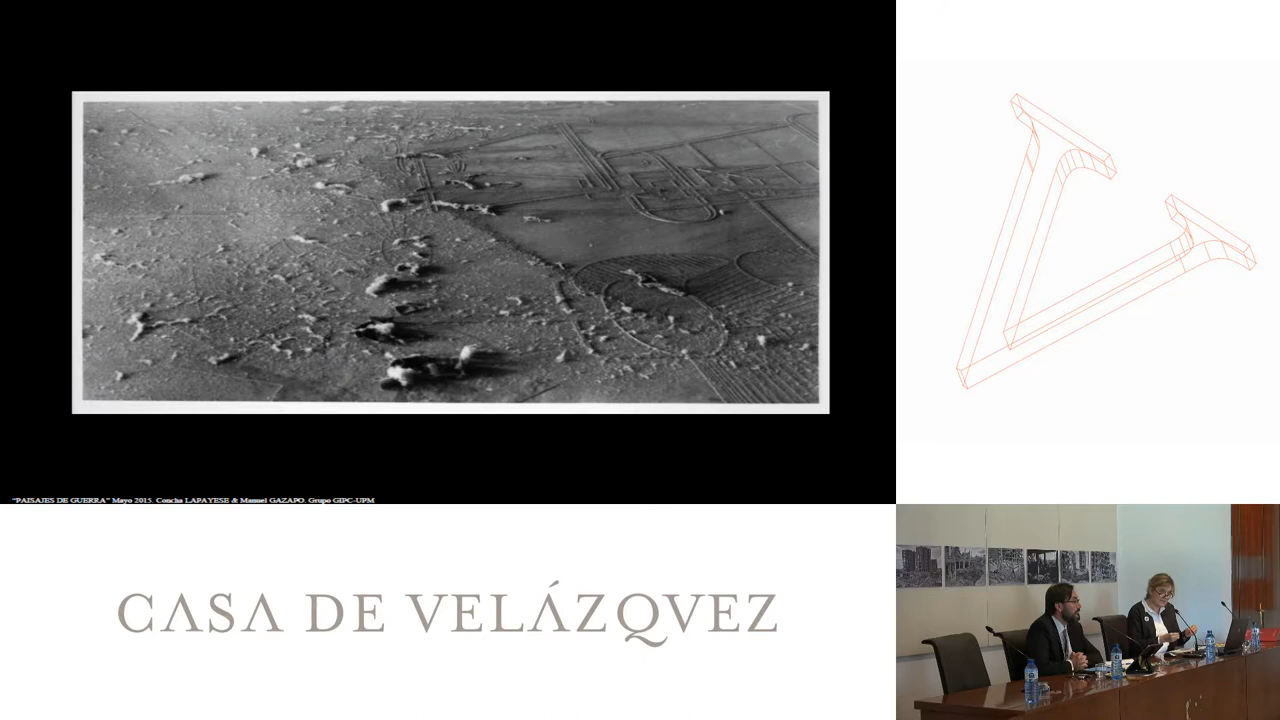 "PAISAJES DE GUERRA" Mayo 2015. Concha LAPAYESE & Manuel GAZAPO. Grupo GIPC-UPM
CASA DE VELÁZQVEZ